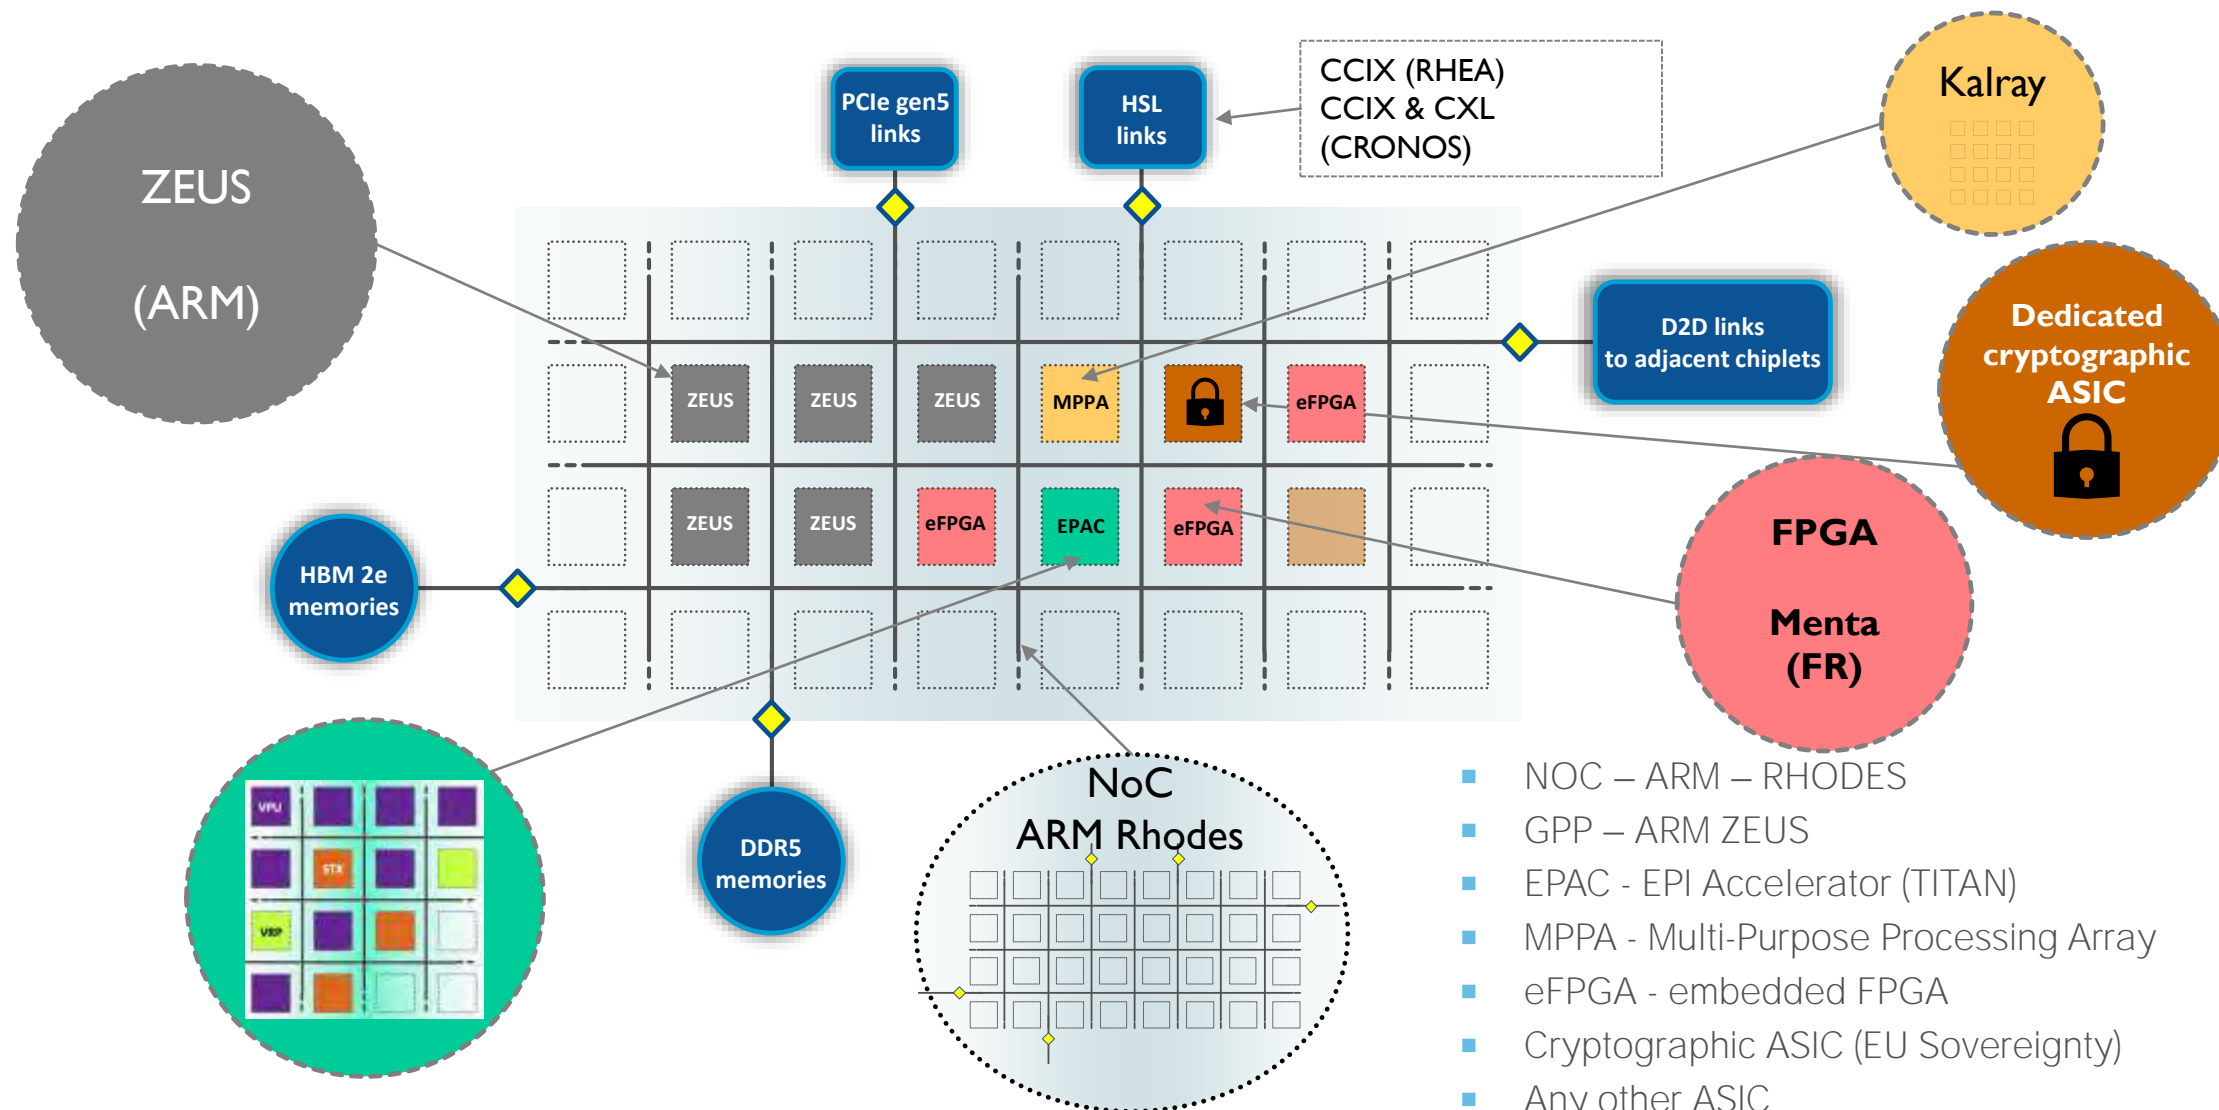 ZEUS
(ARM)
PCIe gen5
links
HSL
links
CCIX (RHEA)
CCIX & CXL
(CRONOS)
Kalray
D2D links
to adjacent chiplets
Dedicated
cryptographic
ASIC
ZEUS
ZEUS
ZEUS
MPPA
eFPGA
ZEUS
ZEUS
eFPGA
EPAC
eFPGA
HBM 2e
memories
FPGA
Menta
(FR)
VPU
STX
VRP
DDR5
memories
NoC
ARM Rhodes
▪ NOC – ARM – RHODES
▪ GPP – ARM ZEUS
▪ EPAC - EPI Accelerator (TITAN)
▪ MPPA - Multi-Purpose Processing Array
▪ eFPGA - embedded FPGA
▪ Cryptographic ASIC (EU Sovereignty)
▪ Any other ASIC